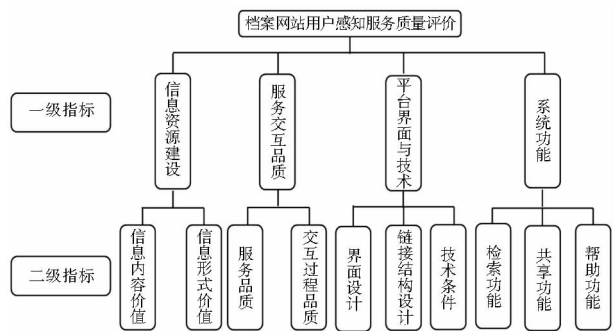 档案网站用户感知服务质量评价
一级指标
信息资源建设
服务交互品质
平台界面与技术
系统功能
二级指标
信息内容价值
信息形式价值
服务品质
交互过程品质
界面设计
链接结构设计
技术条件
检索功能
共享功能
帮助功能